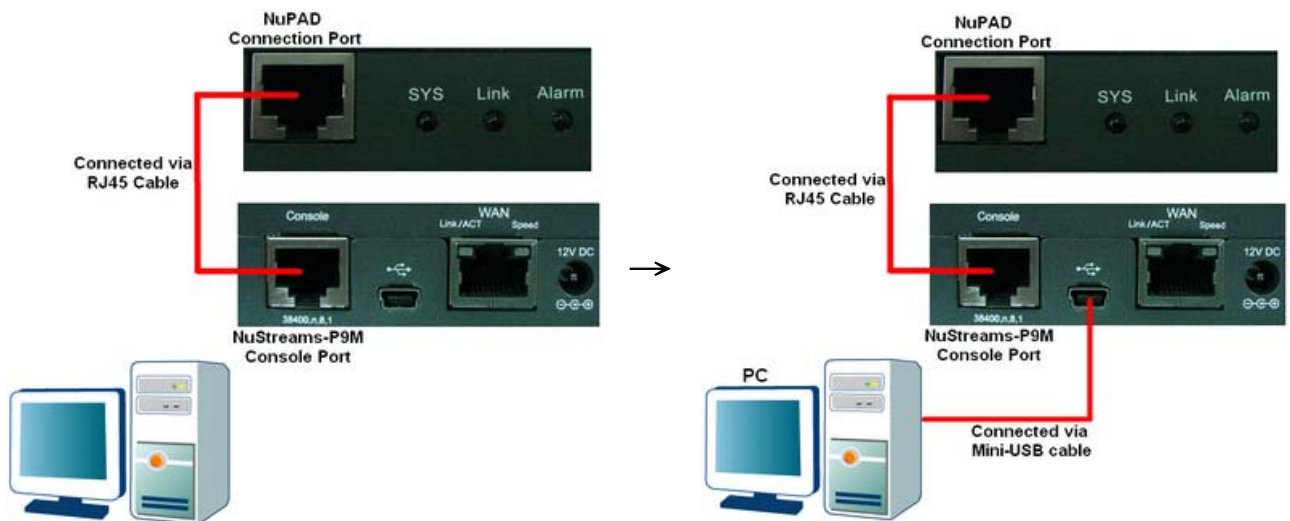 NuPAD
Connection Port
SYS Link Alarm
Connected via
RJ45 Cable
Console
WAN
Link/ACT Speed
12V DC
38400,n,8,1
NuStreams-P9M
Console Port
→
NuPAD
Connection Port
SYS Link Alarm
Connected via
RJ45 Cable
Console
WAN
Link/ACT Speed
12V DC
38400,n,8,1
NuStreams-P9M
Console Port
PC
Connected via
Mini-USB cable